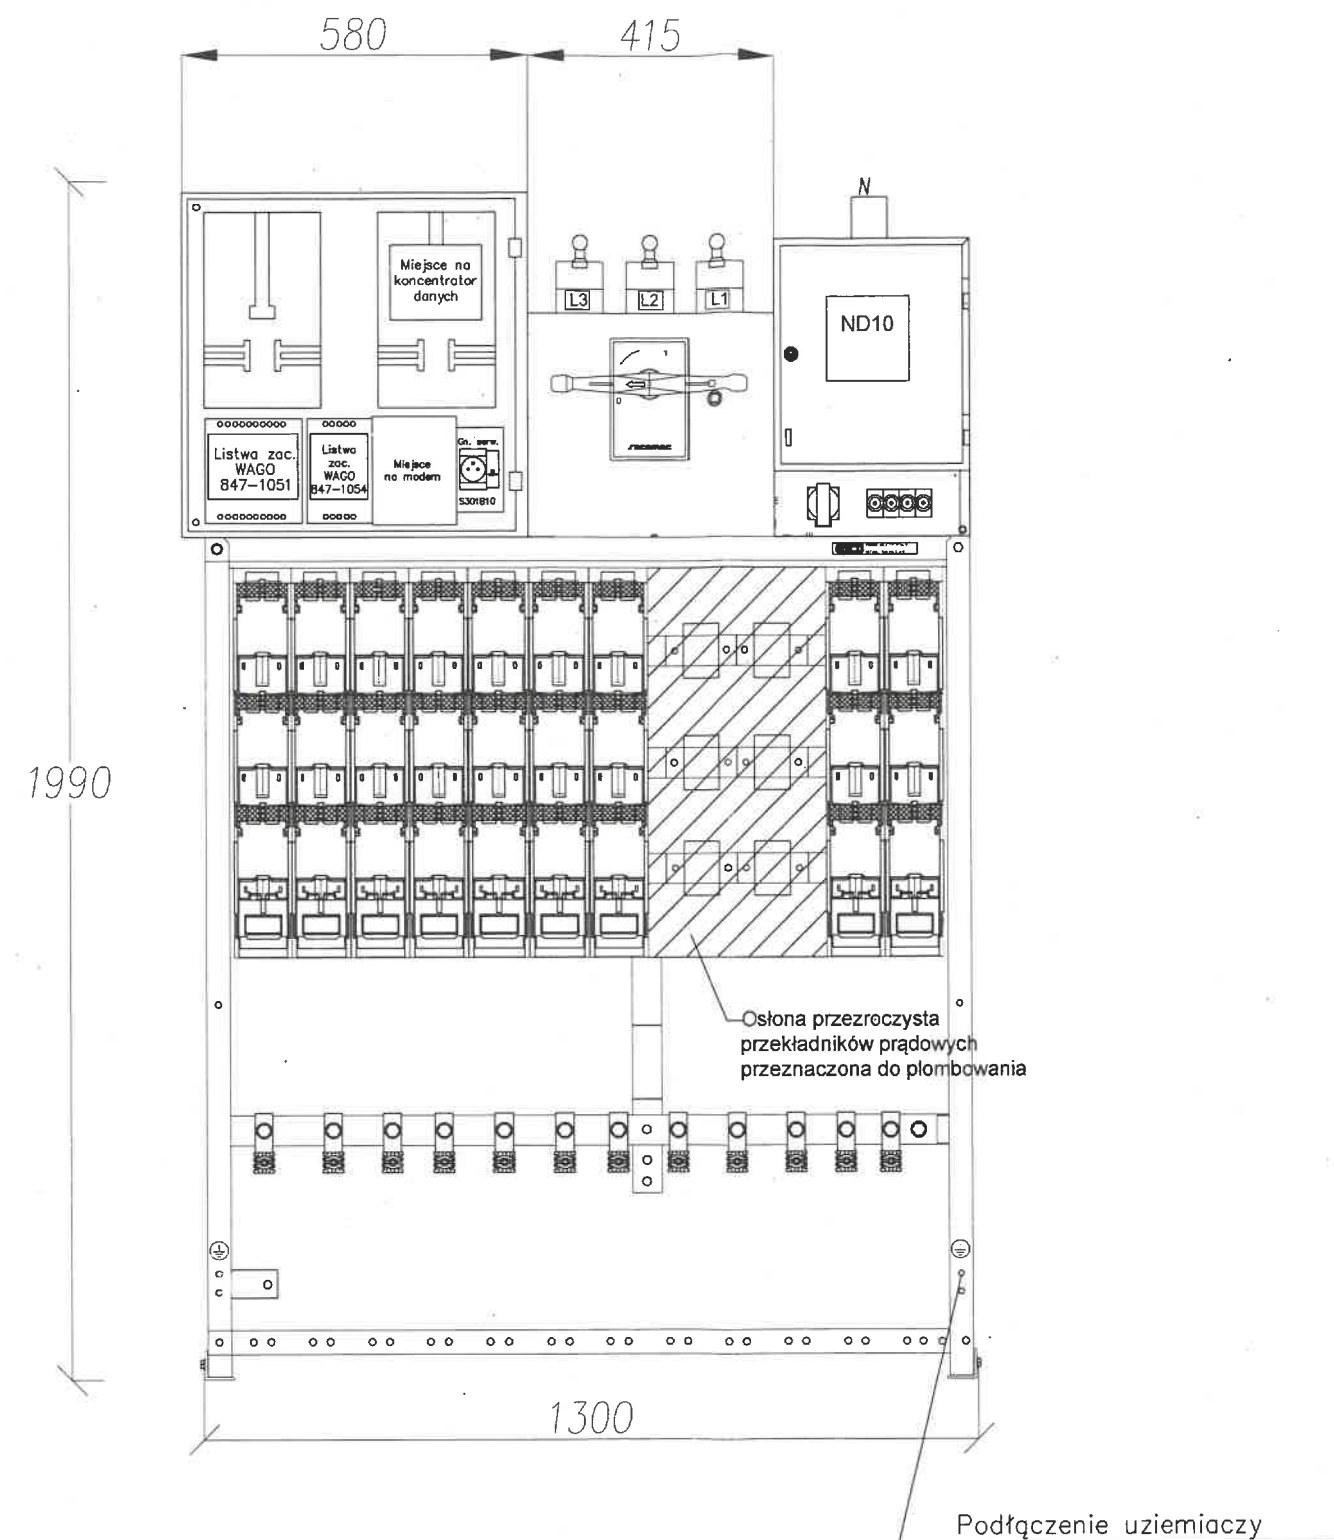 580
415
N
Miejsce na
koncentrator
danych
L3
L2
L1
ND10
1
0
socomec
Listwa zac.
WAGO
847-1051
Listwa
zac.
WAGO
847-1054
Miejsce
na modem
Gn. serw.
S301B10
1990
Osłona przezroczysta
przekładników prądowych
przeznaczona do plombowania
1300
Podłączenie uziemiaczy